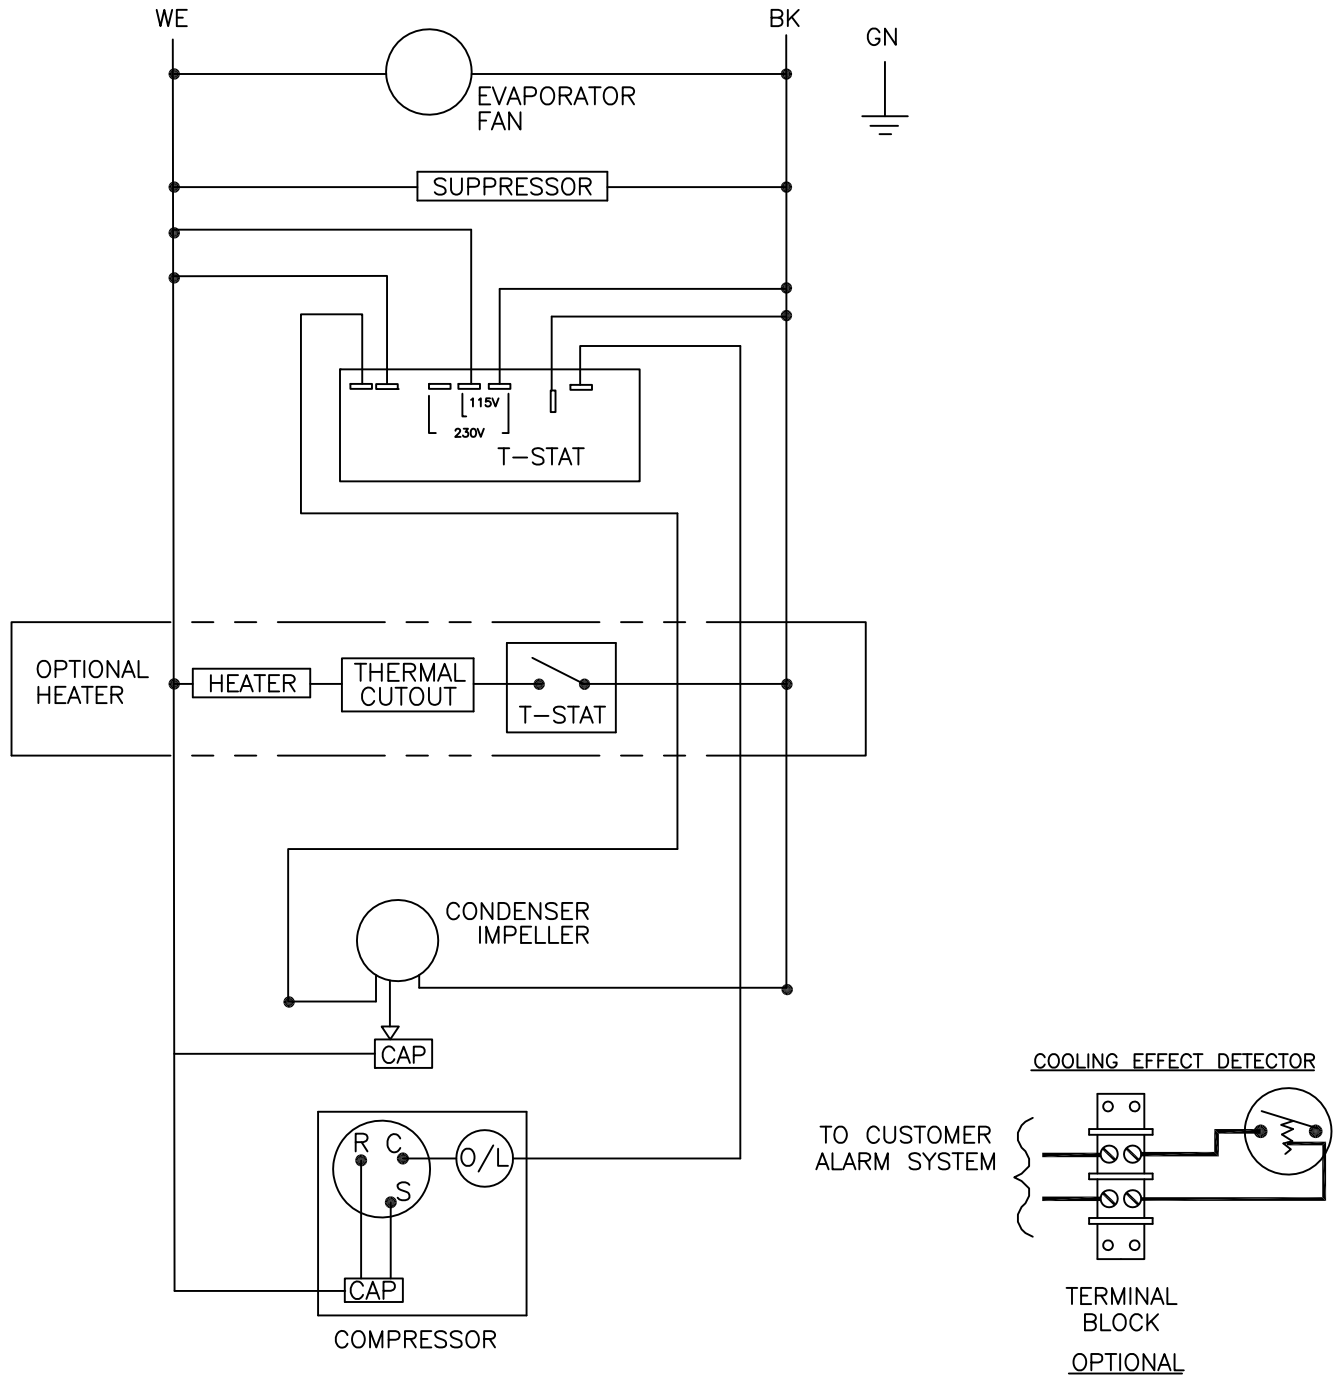 WE
BK
GN
EVAPORATOR
FAN
SUPPRESSOR
115V
230V
T-STAT
OPTIONAL
HEATER
HEATER
THERMAL
CUTOUT
T-STAT
CONDENSER
IMPELLER
CAP
R C
O/L
S
CAP
COMPRESSOR
COOLING EFFECT DETECTOR
TO CUSTOMER
ALARM SYSTEM
TERMINAL
BLOCK
OPTIONAL